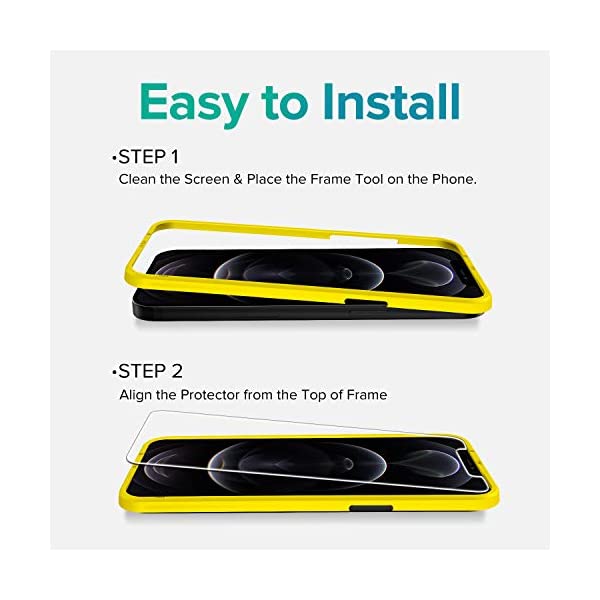 Easy to Install
•STEP 1
Clean the Screen & Place the Frame Tool on the Phone.
•STEP 2
Align the Protector from the Top of Frame